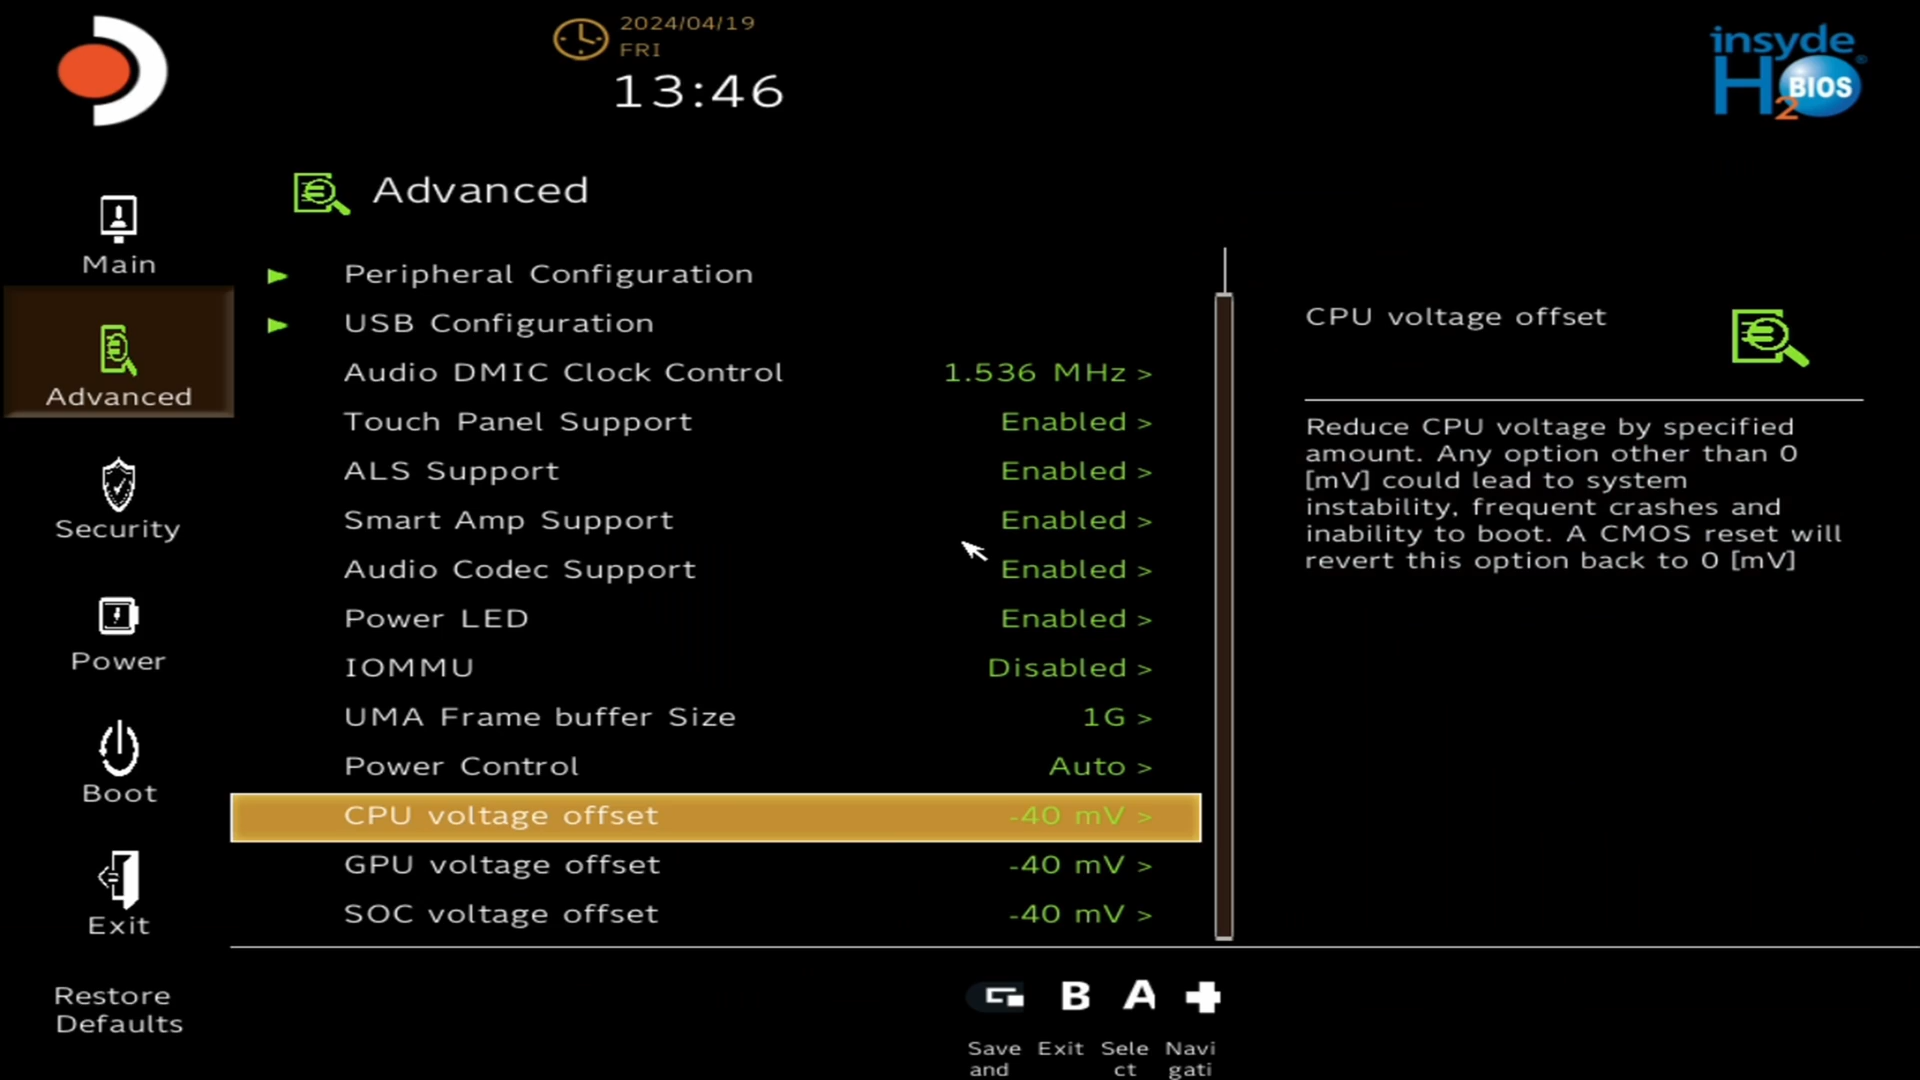 2024/04/19
FRI
13:46
insyde®
H2BIOS
Advanced
Main
Advanced
Security
Power
Boot
Exit
Restore
Defaults
Peripheral Configuration
USB Configuration
Audio DMIC Clock Control 1.536 MHz >
Touch Panel Support Enabled >
ALS Support Enabled >
Smart Amp Support Enabled >
Audio Codec Support Enabled >
Power LED Enabled >
IOMMU Disabled >
UMA Frame buffer Size 1G >
Power Control Auto >
CPU voltage offset -40 mV >
GPU voltage offset -40 mV >
SOC voltage offset -40 mV >
CPU voltage offset
Reduce CPU voltage by specified
amount. Any option other than 0
[mV] could lead to system
instability, frequent crashes and
inability to boot. A CMOS reset will
revert this option back to 0 [mV]
B A
Save Exit Sele Navi
and ct gati